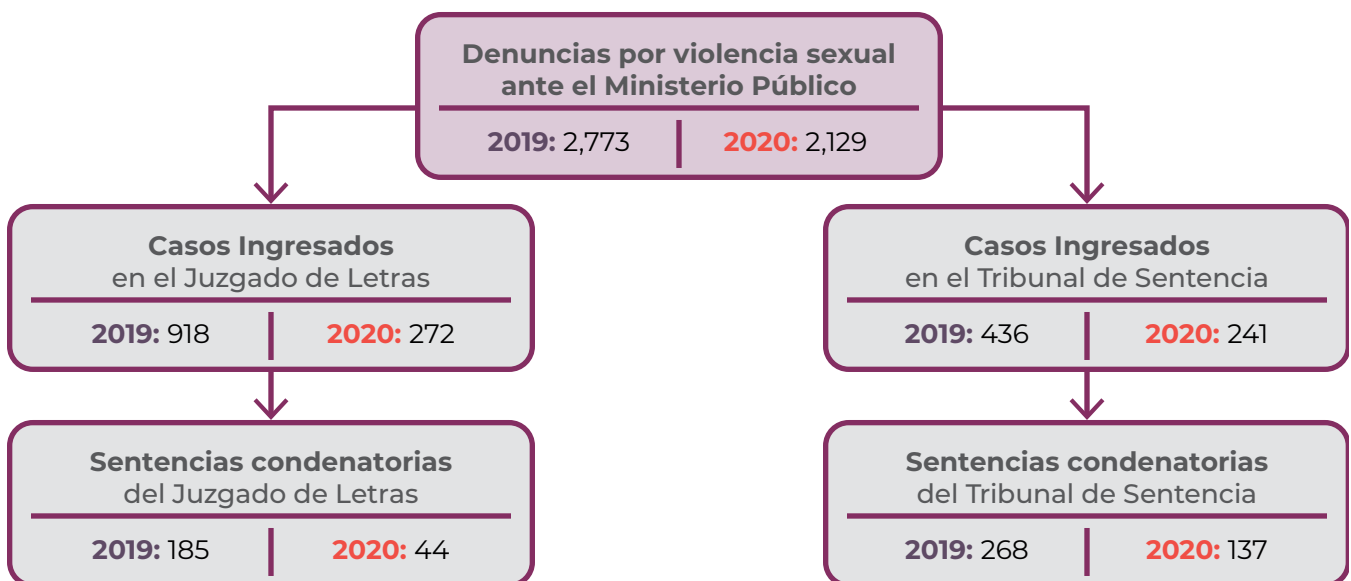 Denuncias por violencia sexual
ante el Ministerio Público
2019: 2,773
2020: 2,129
Casos Ingresados
en el Juzgado de Letras
2019: 918
2020: 272
Casos Ingresados
en el Tribunal de Sentencia
2019: 436
2020: 241
Sentencias condenatorias
del Juzgado de Letras
2019: 185
2020: 44
Sentencias condenatorias
del Tribunal de Sentencia
2019: 268
2020: 137